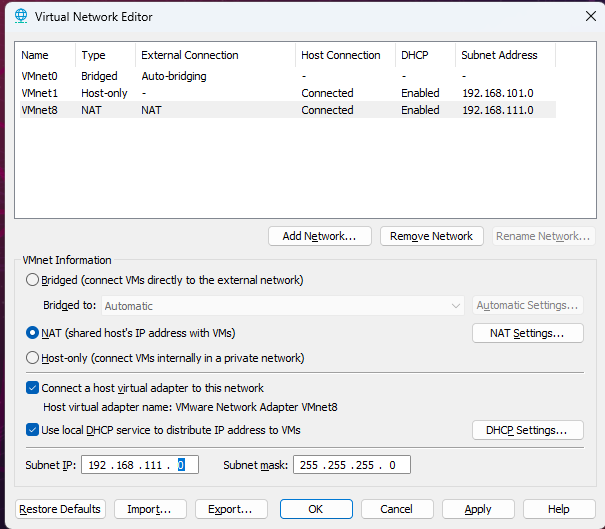 Virtual Network Editor
Name Type External Connection Host Connection DHCP Subnet Address
VMnet0 Bridged Auto-bridging - - -
VMnet1 Host-only - Connected Enabled 192.168.101.0
VMnet8 NAT NAT Connected Enabled 192.168.111.0
Add Network... Remove Network Rename Network...
VMnet Information
Bridged (connect VMs directly to the external network)
Bridged to: Automatic Automatic Settings...
NAT (shared host's IP address with VMs) NAT Settings...
Host-only (connect VMs internally in a private network)
Connect a host virtual adapter to this network
Host virtual adapter name: VMware Network Adapter VMnet8
Use local DHCP service to distribute IP address to VMs DHCP Settings...
Subnet IP: 192 . 168 . 111 . 0 Subnet mask: 255 . 255 . 255 . 0
Restore Defaults Import... Export... OK Cancel Apply Help